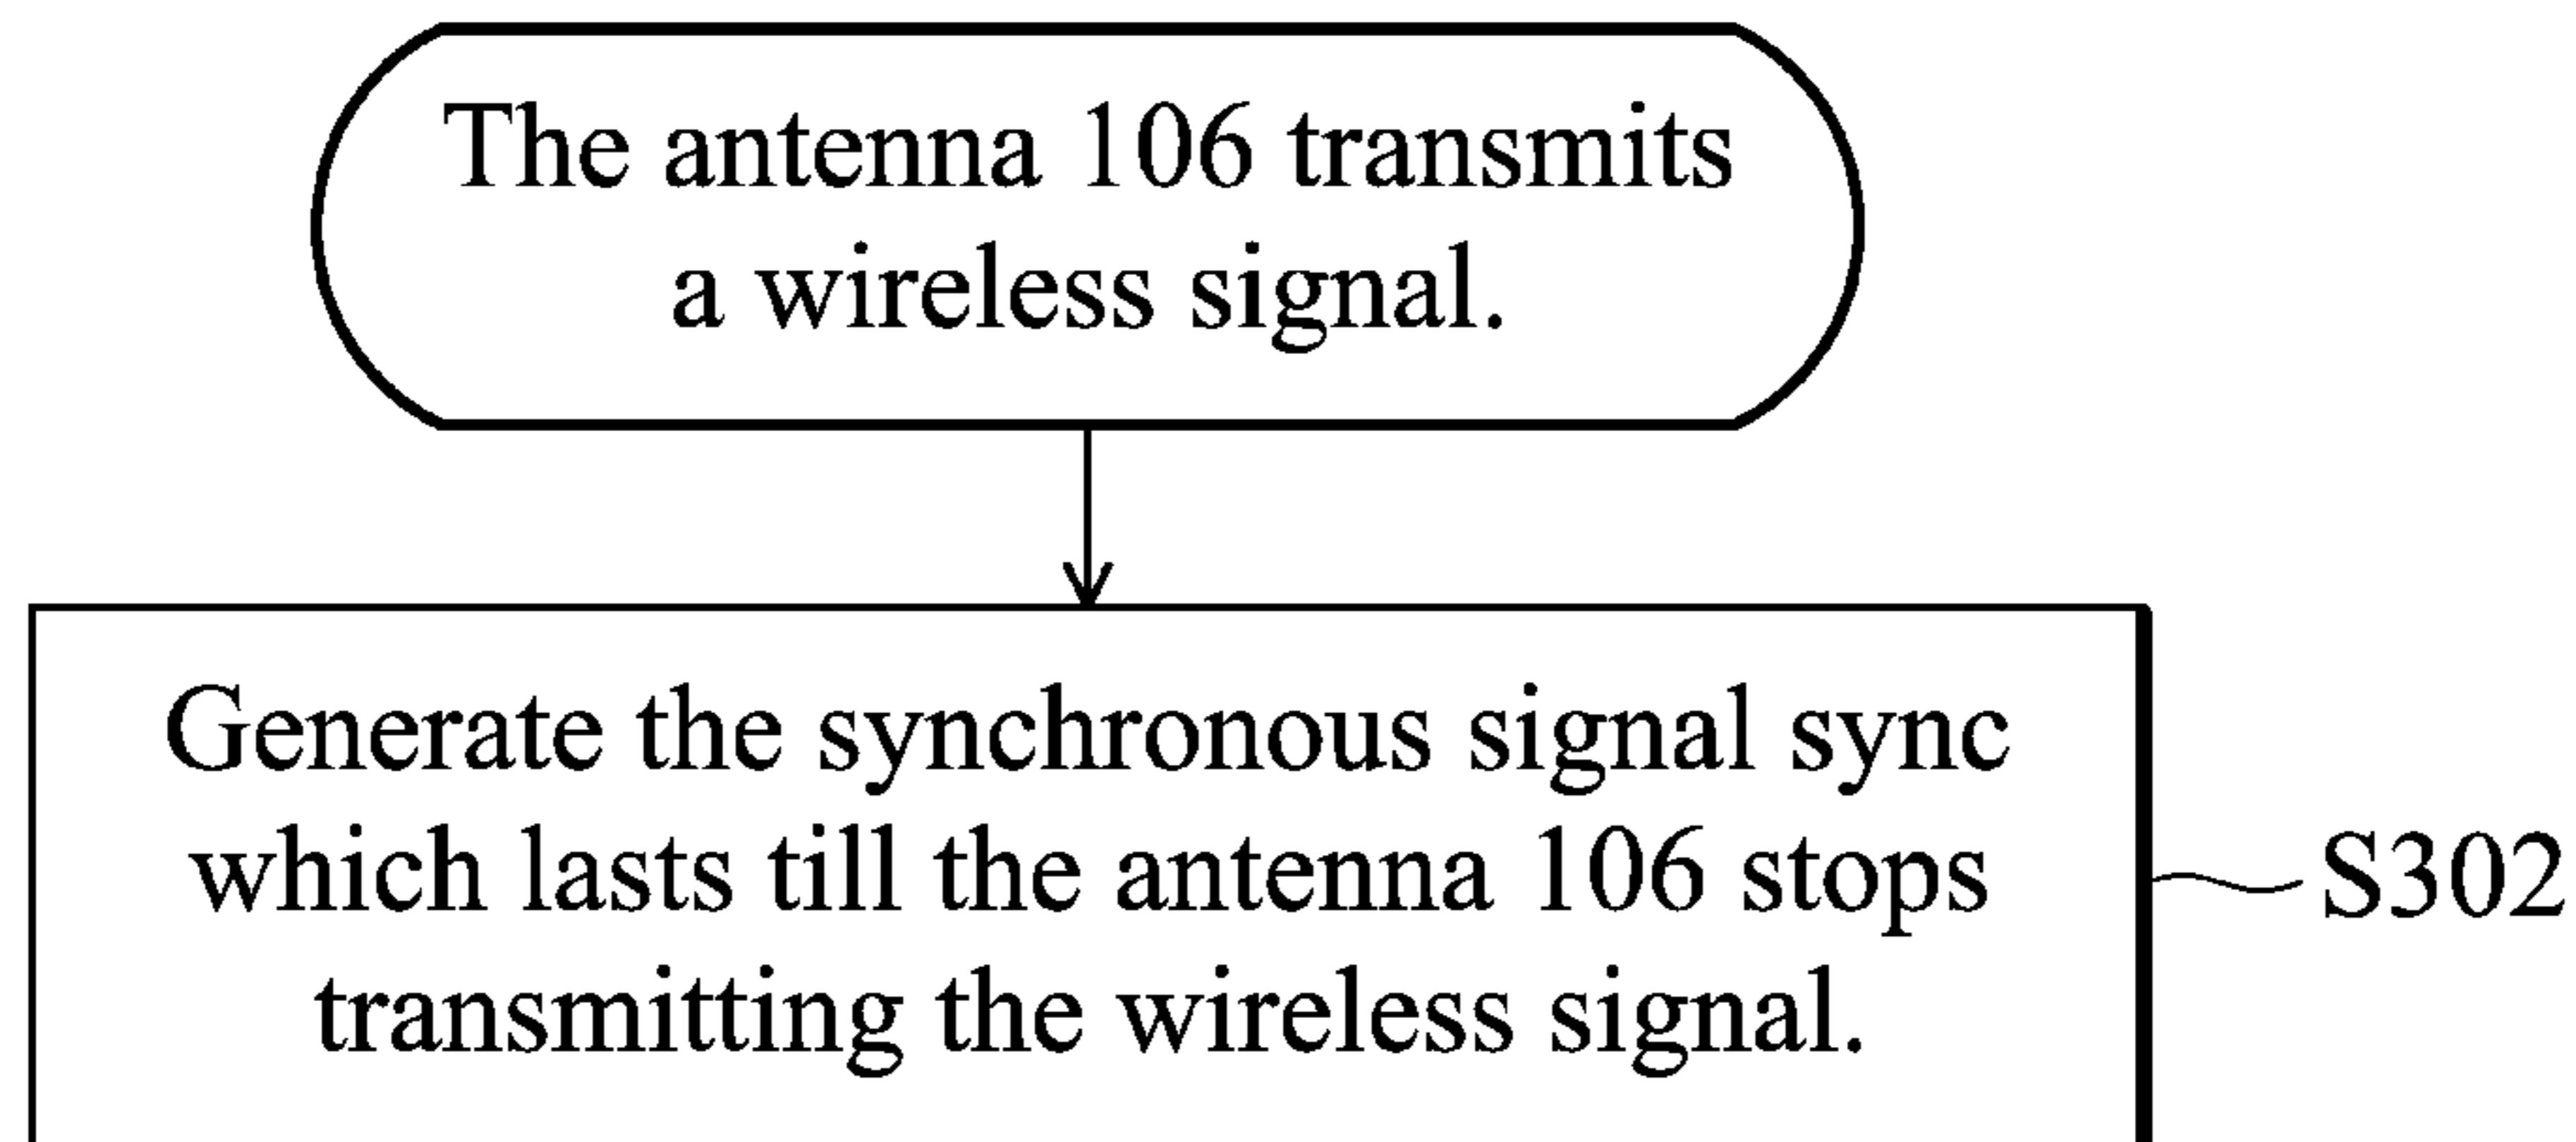 The antenna 106 transmits
a wireless signal.
Generate the synchronous signal sync
which lasts till the antenna 106 stops
transmitting the wireless signal.
S302